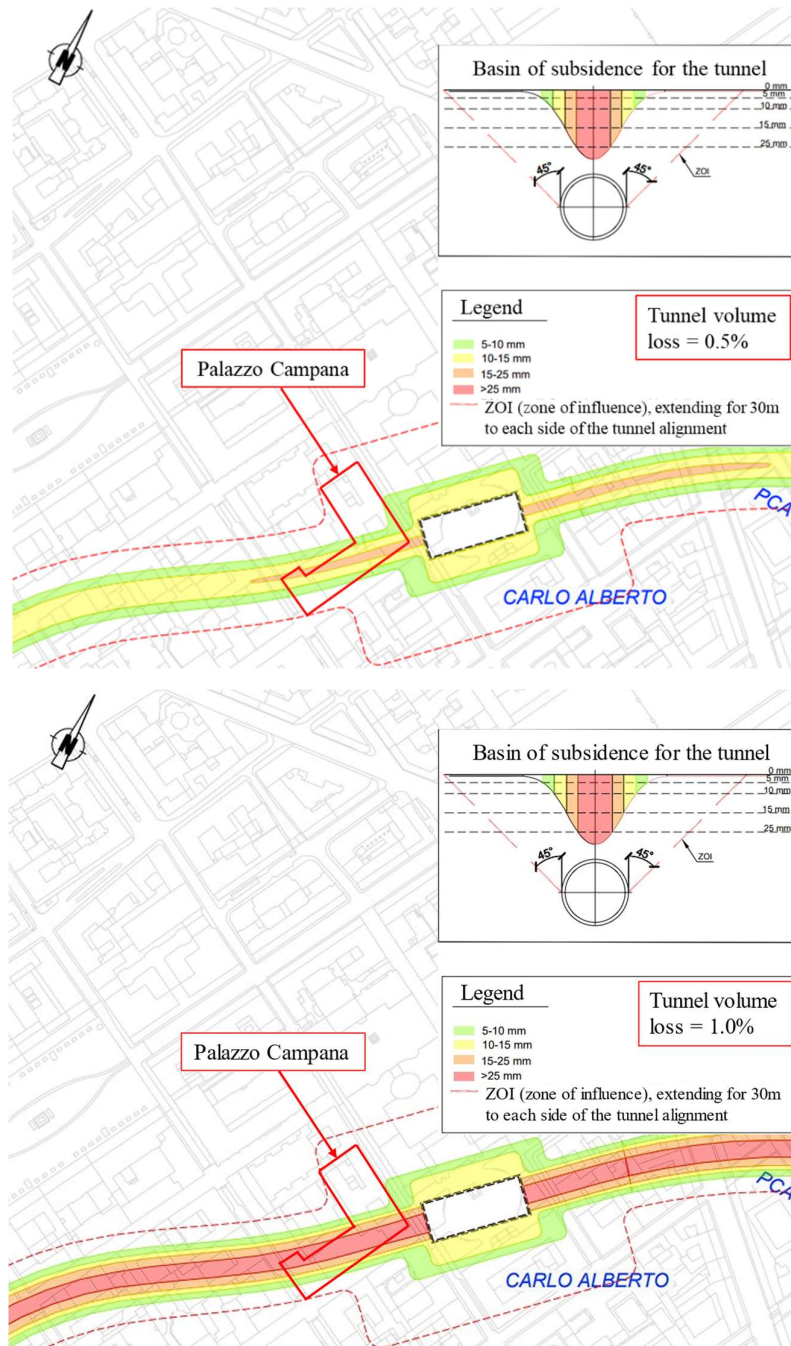 N
Basin of subsidence for the tunnel
0 mm
5 mm
10 mm
15 mm
25 mm
45°
45°
ZOI
Legend
5-10 mm
10-15 mm
15-25 mm
>25 mm
ZOI (zone of influence), extending for 30m
to each side of the tunnel alignment
Tunnel volume
loss = 0.5%
Palazzo Campana
PCA
CARLO ALBERTO
N
Basin of subsidence for the tunnel
0 mm
5 mm
10 mm
15 mm
25 mm
45°
45°
ZOI
Legend
5-10 mm
10-15 mm
15-25 mm
>25 mm
ZOI (zone of influence), extending for 30m
to each side of the tunnel alignment
Tunnel volume
loss = 1.0%
Palazzo Campana
PCA
CARLO ALBERTO